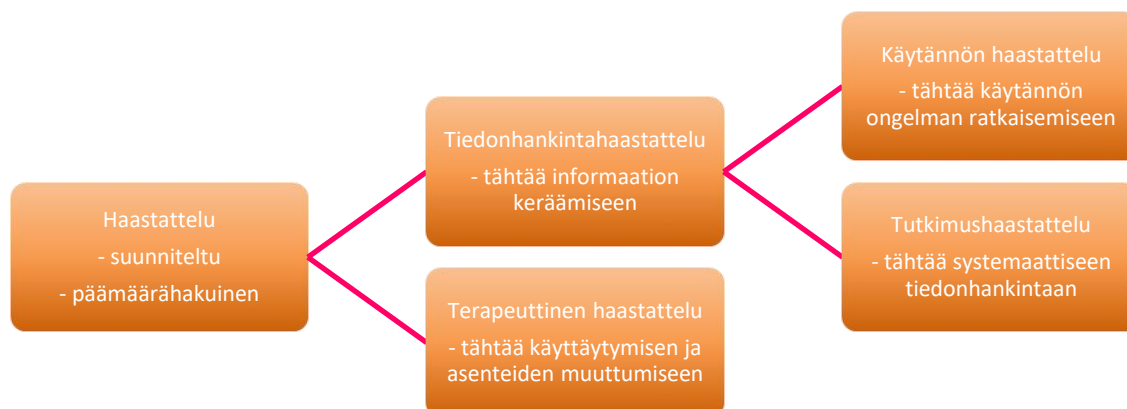 Haastattelu
- suunniteltu
- päämäärähakuinen
Tiedonhankintahaastattelu
- tähtää informaation
keräämiseen
Terapeuttinen haastattelu
- tähtää käyttäytymisen ja
asenteiden muuttumiseen
Käytännön haastattelu
- tähtää käytännön
ongelman ratkaisemiseen
Tutkimushaastattelu
- tähtää systemaattiseen
tiedonhankintaan